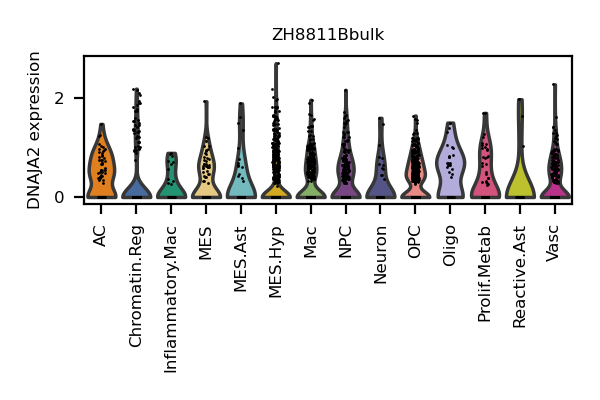 ZH8811Bbulk
DNAJA2 expression
2
0
AC
Chromatin.Reg
Inflammatory.Mac
MES
MES.Ast
MES.Hyp
Mac
NPC
Neuron
OPC
Oligo
Prolif.Metab
Reactive.Ast
Vasc